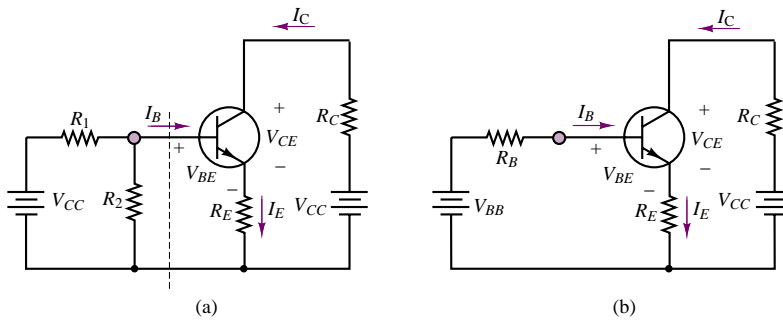 I_C
R_1
I_B
+
R_C
V_CE
+
−
V_CC
R_2
V_BE
−
R_E
I_E
V_CC
(a)
I_C
I_B
+
R_C
R_B
V_CE
+
−
V_BE
−
V_BB
R_E
I_E
V_CC
(b)